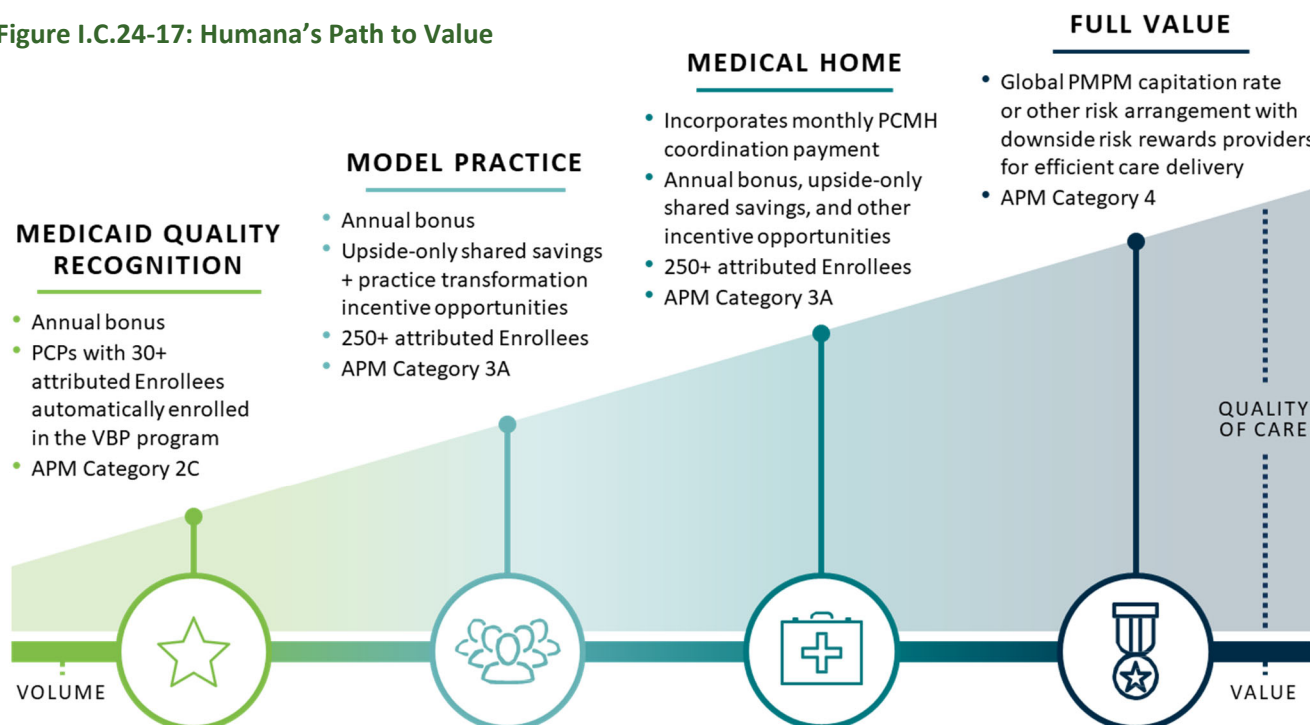 Figure I.C.24-17: Humana's Path to Value
MEDICAID QUALITY
RECOGNITION
• Annual bonus
• PCPs with 30+
attributed Enrollees
automatically enrolled
in the VBP program
• APM Category 2C
MODEL PRACTICE
• Annual bonus
• Upside-only shared savings
+ practice transformation
incentive opportunities
• 250+ attributed Enrollees
• APM Category 3A
MEDICAL HOME
• Incorporates monthly PCMH
coordination payment
• Annual bonus, upside-only
shared savings, and other
incentive opportunities
• 250+ attributed Enrollees
• APM Category 3A
FULL VALUE
• Global PMPM capitation rate
or other risk arrangement with
downside risk rewards providers
for efficient care delivery
• APM Category 4
QUALITY
OF CARE
VOLUME
VALUE